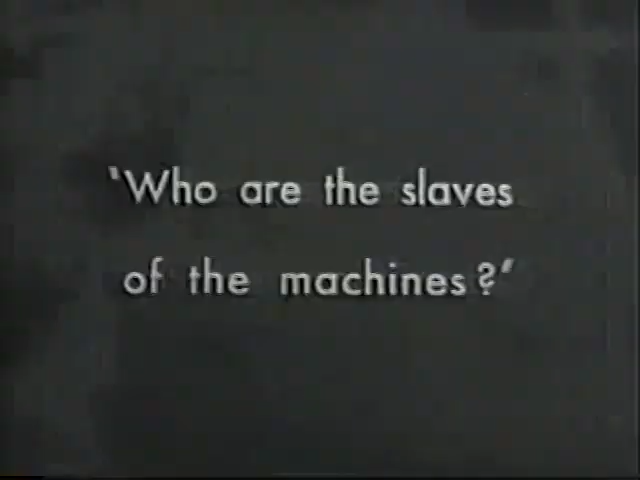 "Who are the slaves
of the machines?"